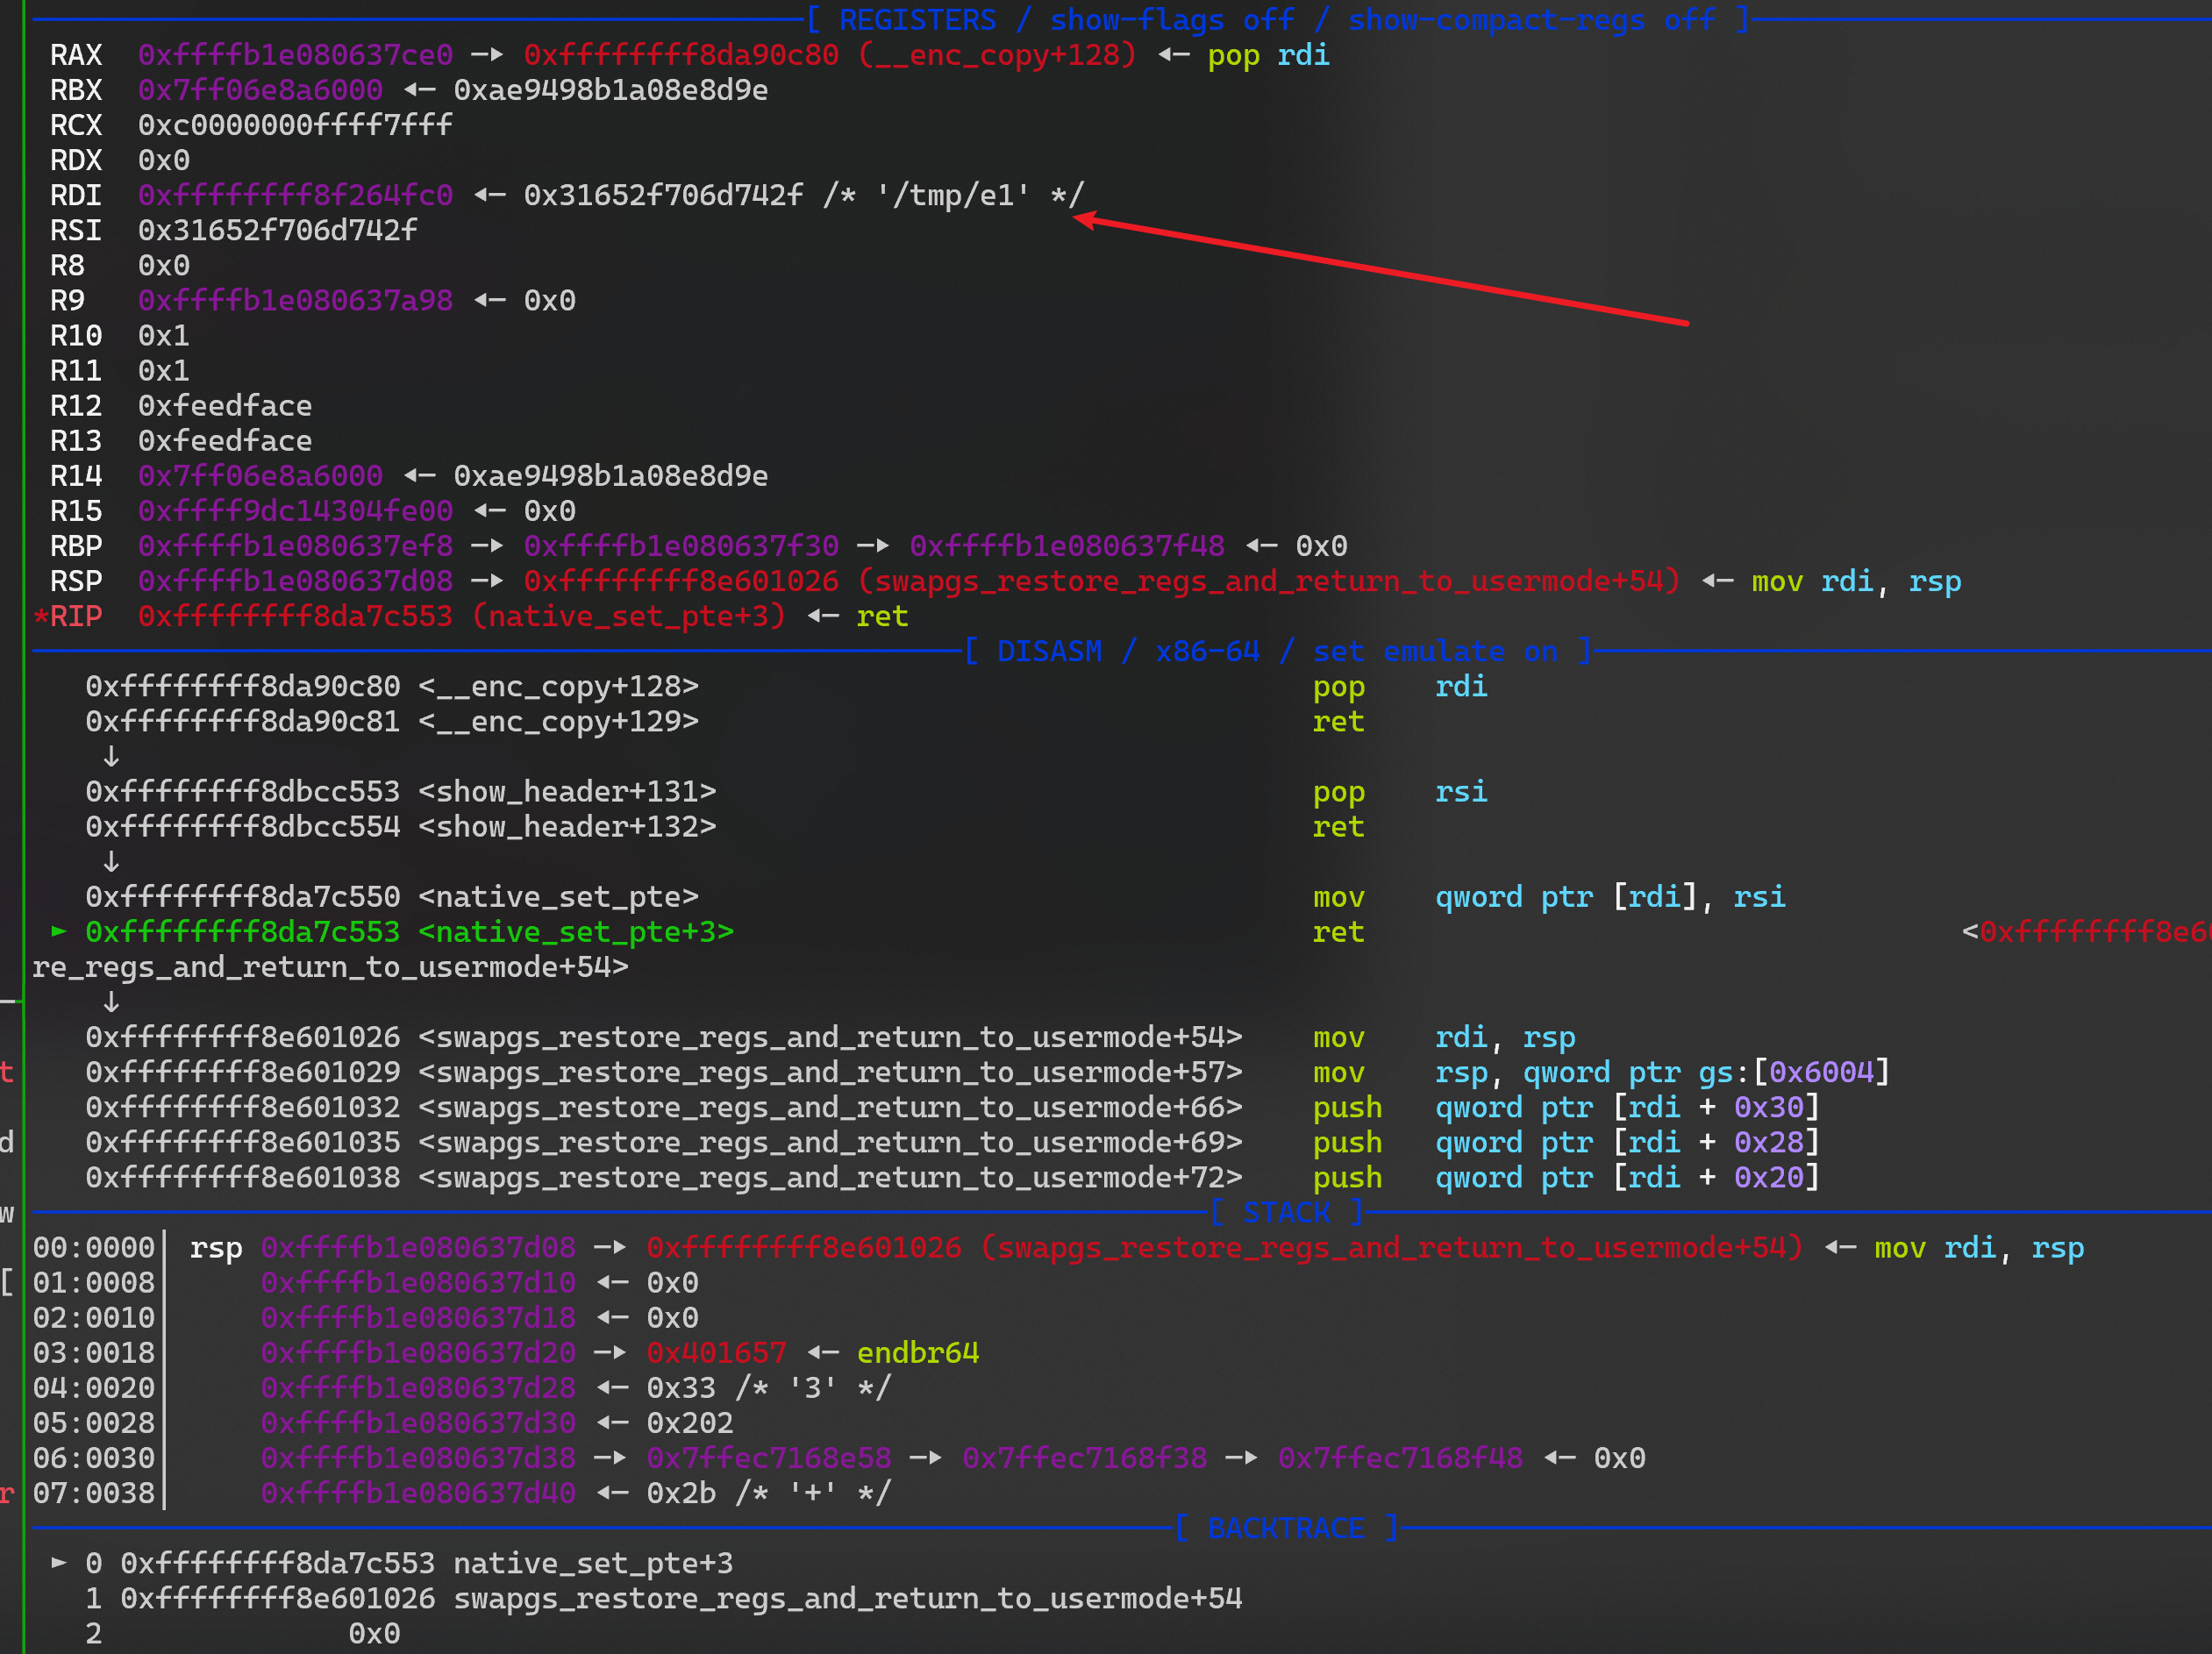 [ REGISTERS / show-flags off / show-compact-regs off ]
RAX  0xffffb1e080637ce0 —▸ 0xffffffff8da90c80 (__enc_copy+128) ◂— pop rdi
RBX  0x7ff06e8a6000 ◂— 0xae9498b1a08e8d9e
RCX  0xc0000000ffff7fff
RDX  0x0
RDI  0xffffffff8f264fc0 ◂— 0x31652f706d742f /* '/tmp/e1' */
RSI  0x31652f706d742f
R8   0x0
R9   0xffffb1e080637a98 ◂— 0x0
R10  0x1
R11  0x1
R12  0xfeedface
R13  0xfeedface
R14  0x7ff06e8a6000 ◂— 0xae9498b1a08e8d9e
R15  0xffff9dc14304fe00 ◂— 0x0
RBP  0xffffb1e080637ef8 —▸ 0xffffb1e080637f30 —▸ 0xffffb1e080637f48 ◂— 0x0
RSP  0xffffb1e080637d08 —▸ 0xffffffff8e601026 (swapgs_restore_regs_and_return_to_usermode+54) ◂— mov rdi, rsp
*RIP  0xffffffff8da7c553 (native_set_pte+3) ◂— ret
[ DISASM / x86-64 / set emulate on ]
0xffffffff8da90c80 <__enc_copy+128> pop rdi
0xffffffff8da90c81 <__enc_copy+129> ret
↓
0xffffffff8dbcc553 <show_header+131> pop rsi
0xffffffff8dbcc554 <show_header+132> ret
↓
0xffffffff8da7c550 <native_set_pte> mov qword ptr [rdi], rsi
► 0xffffffff8da7c553 <native_set_pte+3> ret <0xffffffff8e60
re_regs_and_return_to_usermode+54>
↓
0xffffffff8e601026 <swapgs_restore_regs_and_return_to_usermode+54> mov rdi, rsp
0xffffffff8e601029 <swapgs_restore_regs_and_return_to_usermode+57> mov rsp, qword ptr gs:[0x6004]
0xffffffff8e601032 <swapgs_restore_regs_and_return_to_usermode+66> push qword ptr [rdi + 0x30]
0xffffffff8e601035 <swapgs_restore_regs_and_return_to_usermode+69> push qword ptr [rdi + 0x28]
0xffffffff8e601038 <swapgs_restore_regs_and_return_to_usermode+72> push qword ptr [rdi + 0x20]
[ STACK ]
00:0000│ rsp 0xffffb1e080637d08 —▸ 0xffffffff8e601026 (swapgs_restore_regs_and_return_to_usermode+54) ◂— mov rdi, rsp
01:0008│     0xffffb1e080637d10 ◂— 0x0
02:0010│     0xffffb1e080637d18 ◂— 0x0
03:0018│     0xffffb1e080637d20 —▸ 0x401657 ◂— endbr64
04:0020│     0xffffb1e080637d28 ◂— 0x33 /* '3' */
05:0028│     0xffffb1e080637d30 ◂— 0x202
06:0030│     0xffffb1e080637d38 —▸ 0x7ffec7168e58 —▸ 0x7ffec7168f38 —▸ 0x7ffec7168f48 ◂— 0x0
07:0038│     0xffffb1e080637d40 ◂— 0x2b /* '+' */
[ BACKTRACE ]
► 0 0xffffffff8da7c553 native_set_pte+3
1 0xffffffff8e601026 swapgs_restore_regs_and_return_to_usermode+54
2              0x0